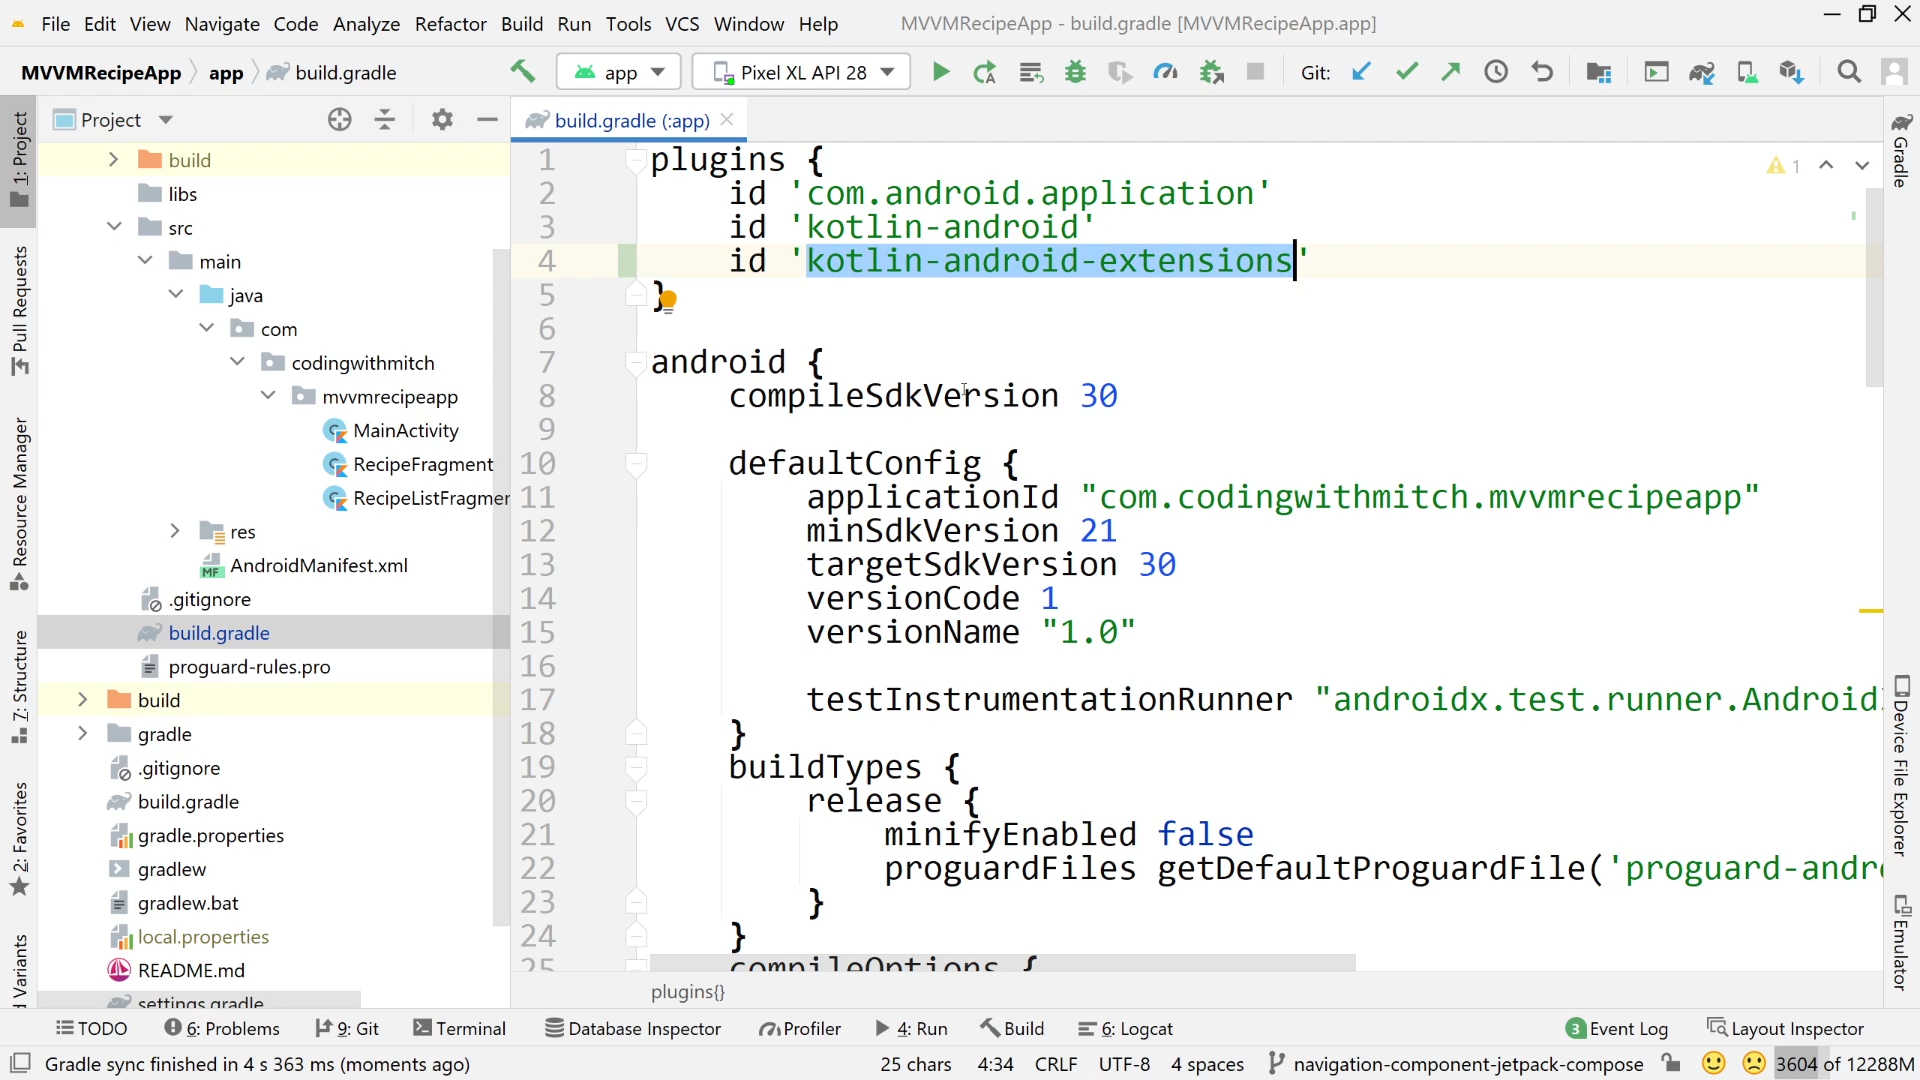 File Edit View Navigate Code Analyze Refactor Build Run Tools VCS Window Help MVVMRecipeApp - build.gradle [MVVMRecipeApp.app]
MVVMRecipeApp app build.gradle app Pixel XL API 28 Git:
Project
build.gradle (:app)
1: Project
Pull Requests
Resource Manager
7: Structure
2: Favorites
Variants
build
libs
src
main
java
com
codingwithmitch
mvvmrecipeapp
MainActivity
RecipeFragment
RecipeListFragmen
res
AndroidManifest.xml
.gitignore
build.gradle
proguard-rules.pro
build
gradle
.gitignore
build.gradle
gradle.properties
gradlew
gradlew.bat
local.properties
README.md
settings.gradle
1 plugins {
2 id 'com.android.application'
3 id 'kotlin-android'
4 id 'kotlin-android-extensions'
5 }
6
7 android {
8 compileSdkVersion 30
9
10 defaultConfig {
11 applicationId "com.codingwithmitch.mvvmrecipeapp"
12 minSdkVersion 21
13 targetSdkVersion 30
14 versionCode 1
15 versionName "1.0"
16
17 testInstrumentationRunner "androidx.test.runner.Android
18 }
19 buildTypes {
20 release {
21 minifyEnabled false
22 proguardFiles getDefaultProguardFile('proguard-andr
23 }
24 }
25 compileOptions {
1
plugins{}
Gradle
Device File Explorer
Emulator
TODO 6: Problems 9: Git Terminal Database Inspector Profiler 4: Run Build 6: Logcat 3 Event Log Layout Inspector
Gradle sync finished in 4 s 363 ms (moments ago) 25 chars 4:34 CRLF UTF-8 4 spaces navigation-component-jetpack-compose 3604 of 12288M